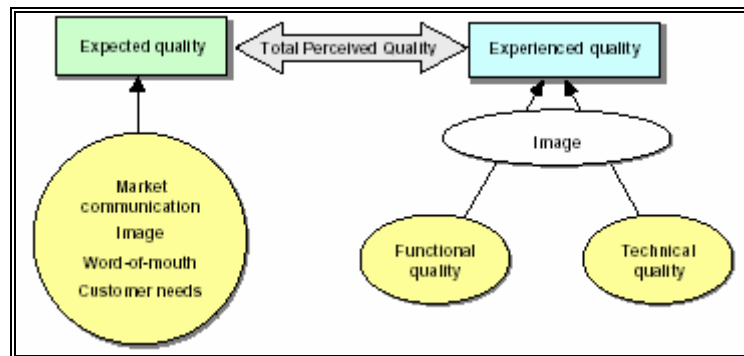 Expected quality
Total Perceived Quality
Experienced quality
Image
Market
communication
Image
Word-of-mouth
Customer needs
Functional
quality
Technical
quality